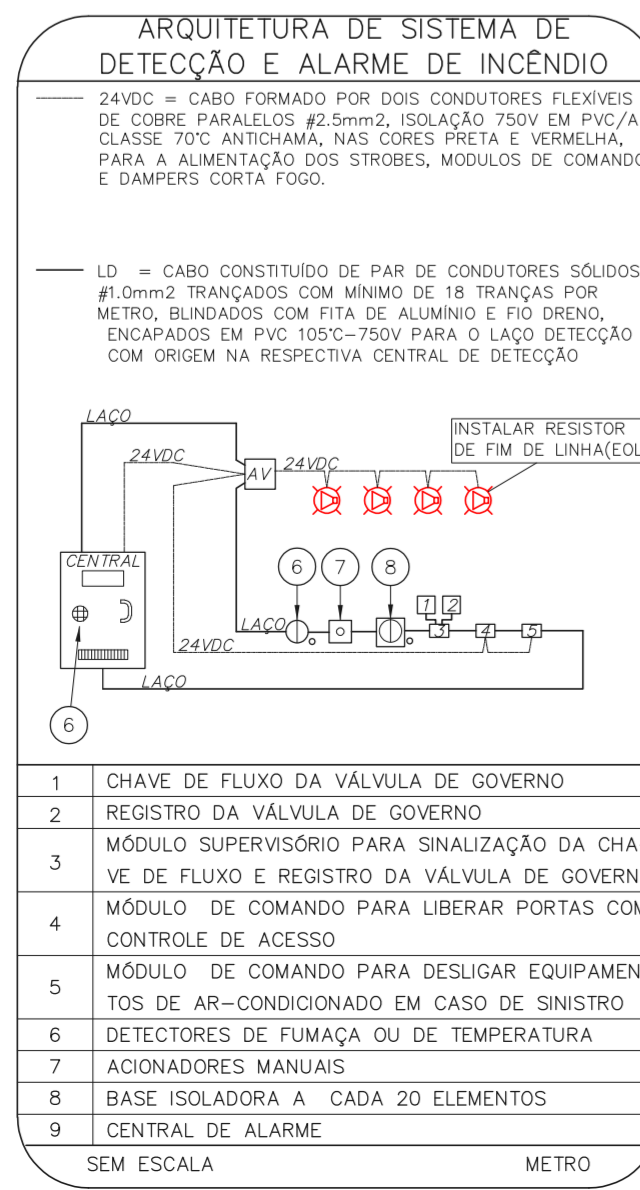 ARQUITETURA DE SISTEMA DE
DETECÇÃO E ALARME DE INCÊNDIO
24VDC = CABO FORMADO POR DOIS CONDUTORES FLEXÍVEIS
DE COBRE PARALELOS #2.5mm2, ISOLAÇÃO 750V EM PVC/A
CLASSE 70°C ANTICHAMA, NAS CORES PRETA E VERMELHA,
PARA A ALIMENTAÇÃO DOS STROBES, MODULOS DE COMANDO
E DAMPERS CORTA FOGO.
LD = CABO CONSTITUÍDO DE PAR DE CONDUTORES SÓLIDOS
#1.0mm2 TRANÇADOS COM MÍNIMO DE 18 TRANÇAS POR
METRO, BLINDADOS COM FITA DE ALUMÍNIO E FIO DRENO,
ENCAPADOS EM PVC 105°C-750V PARA O LAÇO DETECÇÃO
COM ORIGEM NA RESPECTIVA CENTRAL DE DETECÇÃO
LAÇO
INSTALAR RESISTOR
DE FIM DE LINHA(EOL
24VDC
AV
24VDC
CENTRAL
6
7
8
1
2
LAÇO
3
4
5
24VDC
LAÇO
6
1 CHAVE DE FLUXO DA VÁLVULA DE GOVERNO
2 REGISTRO DA VÁLVULA DE GOVERNO
3 MÓDULO SUPERVISÓRIO PARA SINALIZAÇÃO DA CHA
VE DE FLUXO E REGISTRO DA VÁLVULA DE GOVERN
4 MÓDULO DE COMANDO PARA LIBERAR PORTAS COM
CONTROLE DE ACESSO
5 MÓDULO DE COMANDO PARA DESLIGAR EQUIPAMEN
TOS DE AR-CONDICIONADO EM CASO DE SINISTRO
6 DETECTORES DE FUMAÇA OU DE TEMPERATURA
7 ACIONADORES MANUAIS
8 BASE ISOLADORA A CADA 20 ELEMENTOS
9 CENTRAL DE ALARME
SEM ESCALA METRO